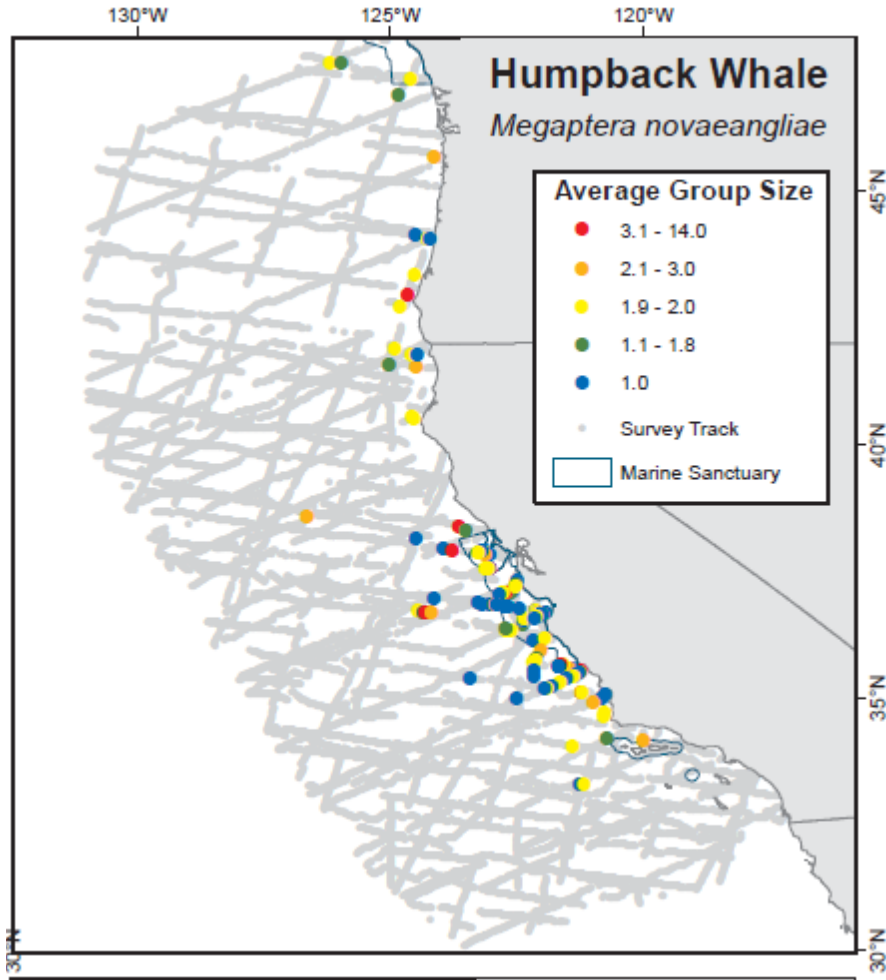 130°W 125°W 120°W
Humpback Whale
Megaptera novaeangliae
Average Group Size
3.1 - 14.0
2.1 - 3.0
1.9 - 2.0
1.1 - 1.8
1.0
Survey Track
Marine Sanctuary
45°N
40°N
35°N
30°N 30°N